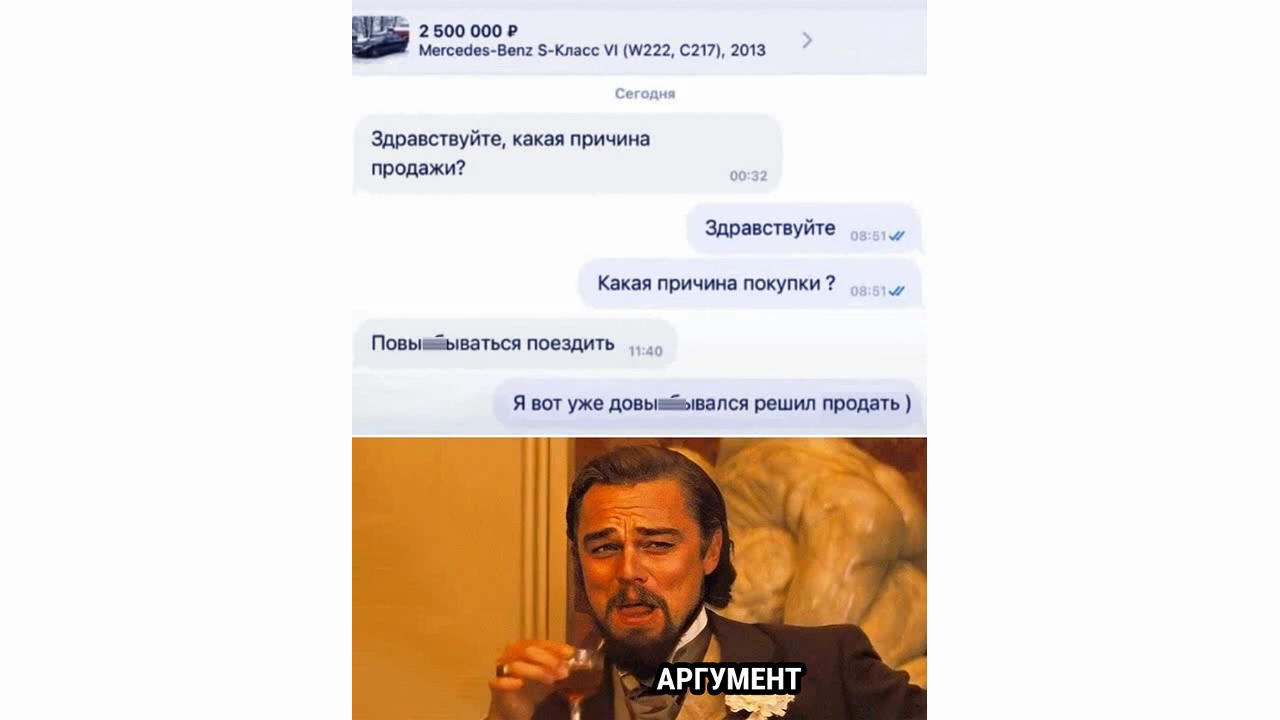 2 500 000 ₽
Mercedes-Benz S-Класс VI (W222, C217), 2013
Сегодня
Здравствуйте, какая причина
продажи?
00:32
Здравствуйте 08:51
Какая причина покупки ? 08:51
поездить 11:40
Я вот уже решил продать )
АРГУМЕНТ